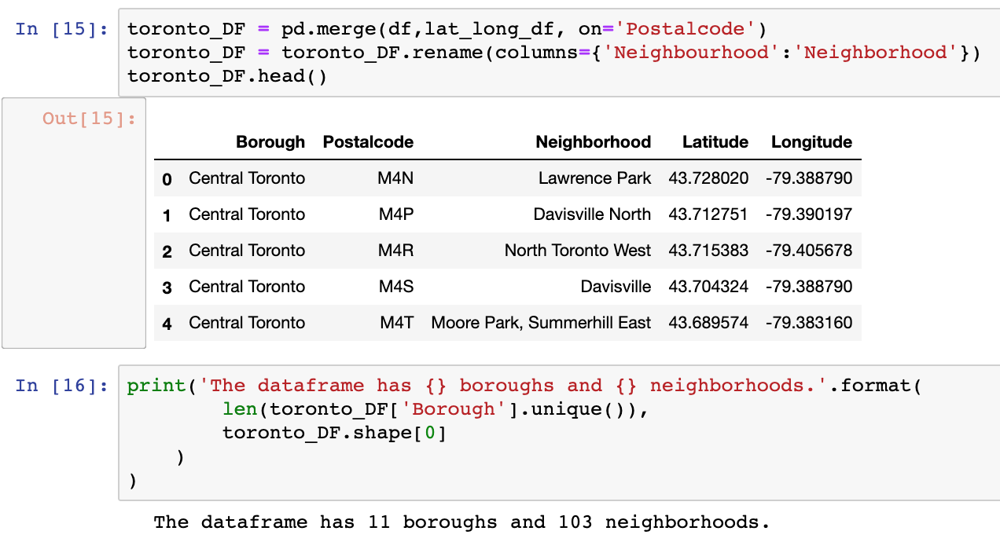 In [15]: toronto_DF = pd.merge(df,lat_long_df, on='Postalcode')
toronto_DF = toronto_DF.rename(columns={'Neighbourhood':'Neighborhood'})
toronto_DF.head()
Out[15]:
Borough Postalcode Neighborhood Latitude Longitude
0 Central Toronto M4N Lawrence Park 43.728020 -79.388790
1 Central Toronto M4P Davisville North 43.712751 -79.390197
2 Central Toronto M4R North Toronto West 43.715383 -79.405678
3 Central Toronto M4S Davisville 43.704324 -79.388790
4 Central Toronto M4T Moore Park, Summerhill East 43.689574 -79.383160
In [16]: print('The dataframe has {} boroughs and {} neighborhoods.'.format(
len(toronto_DF['Borough'].unique()),
toronto_DF.shape[0]
)
)
The dataframe has 11 boroughs and 103 neighborhoods.